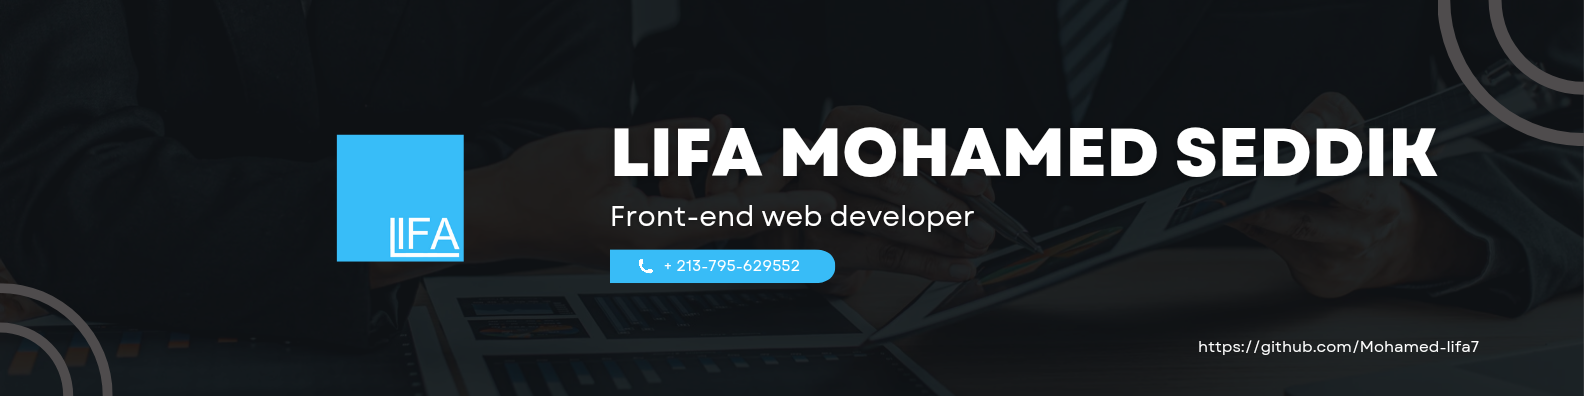 LIFA
LIFA MOHAMED SEDDIK
Front-end web developer
+ 213-795-629552
https://github.com/Mohamed-lifa7